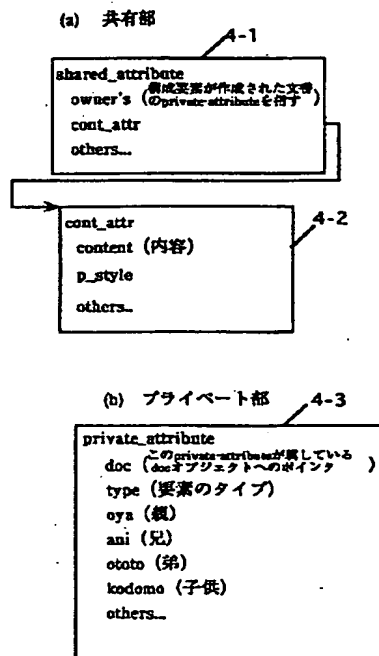 (a) 共有部
4-1
shared_attribute
owner's (構成要素が作成された文書のprivate-attributeを指す)
cont_attr
others...
cont_attr
4-2
content (内容)
p_style
others...
(b) プライベート部
4-3
private_attribute
doc (このprivate-attributeが属しているdocオブジェクトへのポインタ)
type (要素のタイプ)
oya (親)
ani (兄)
ototo (弟)
kodomo (子供)
others...